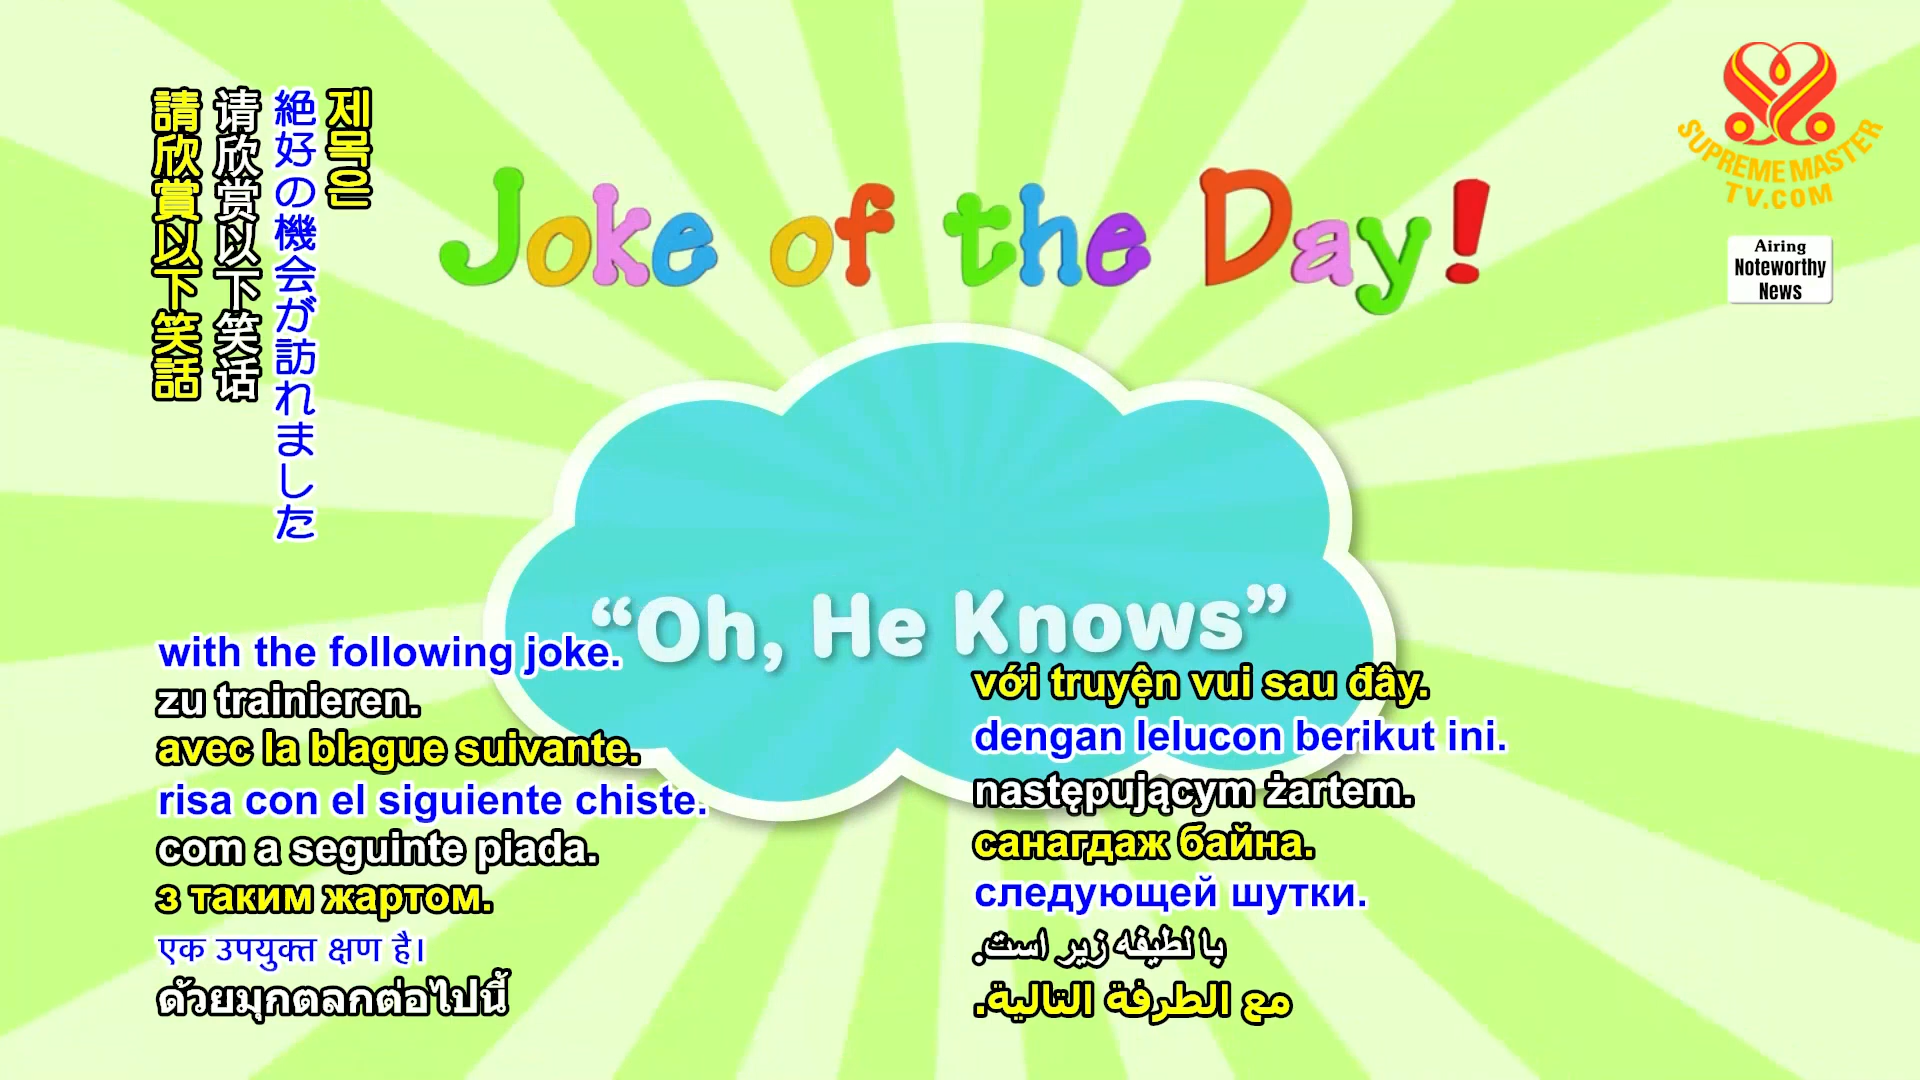 請欣賞以下笑話
请欣赏以下笑话
絶好の機会が訪れました
제목은
Joke of the Day!
SUPREME MASTER
TV.COM
Airing
Noteworthy
News
“Oh, He Knows”
with the following joke.
zu trainieren.
avec la blague suivante.
risa con el siguiente chiste.
com a seguinte piada.
з таким жартом.
एक उपयुक्त क्षण है।
ด้วยมุกตลกต่อไปนี้
với truyện vui sau đây.
dengan lelucon berikut ini.
następującym żartem.
санагдаж байна.
следующей шутки.
با لطیفه زیر است.
مع الطرفة التالية.